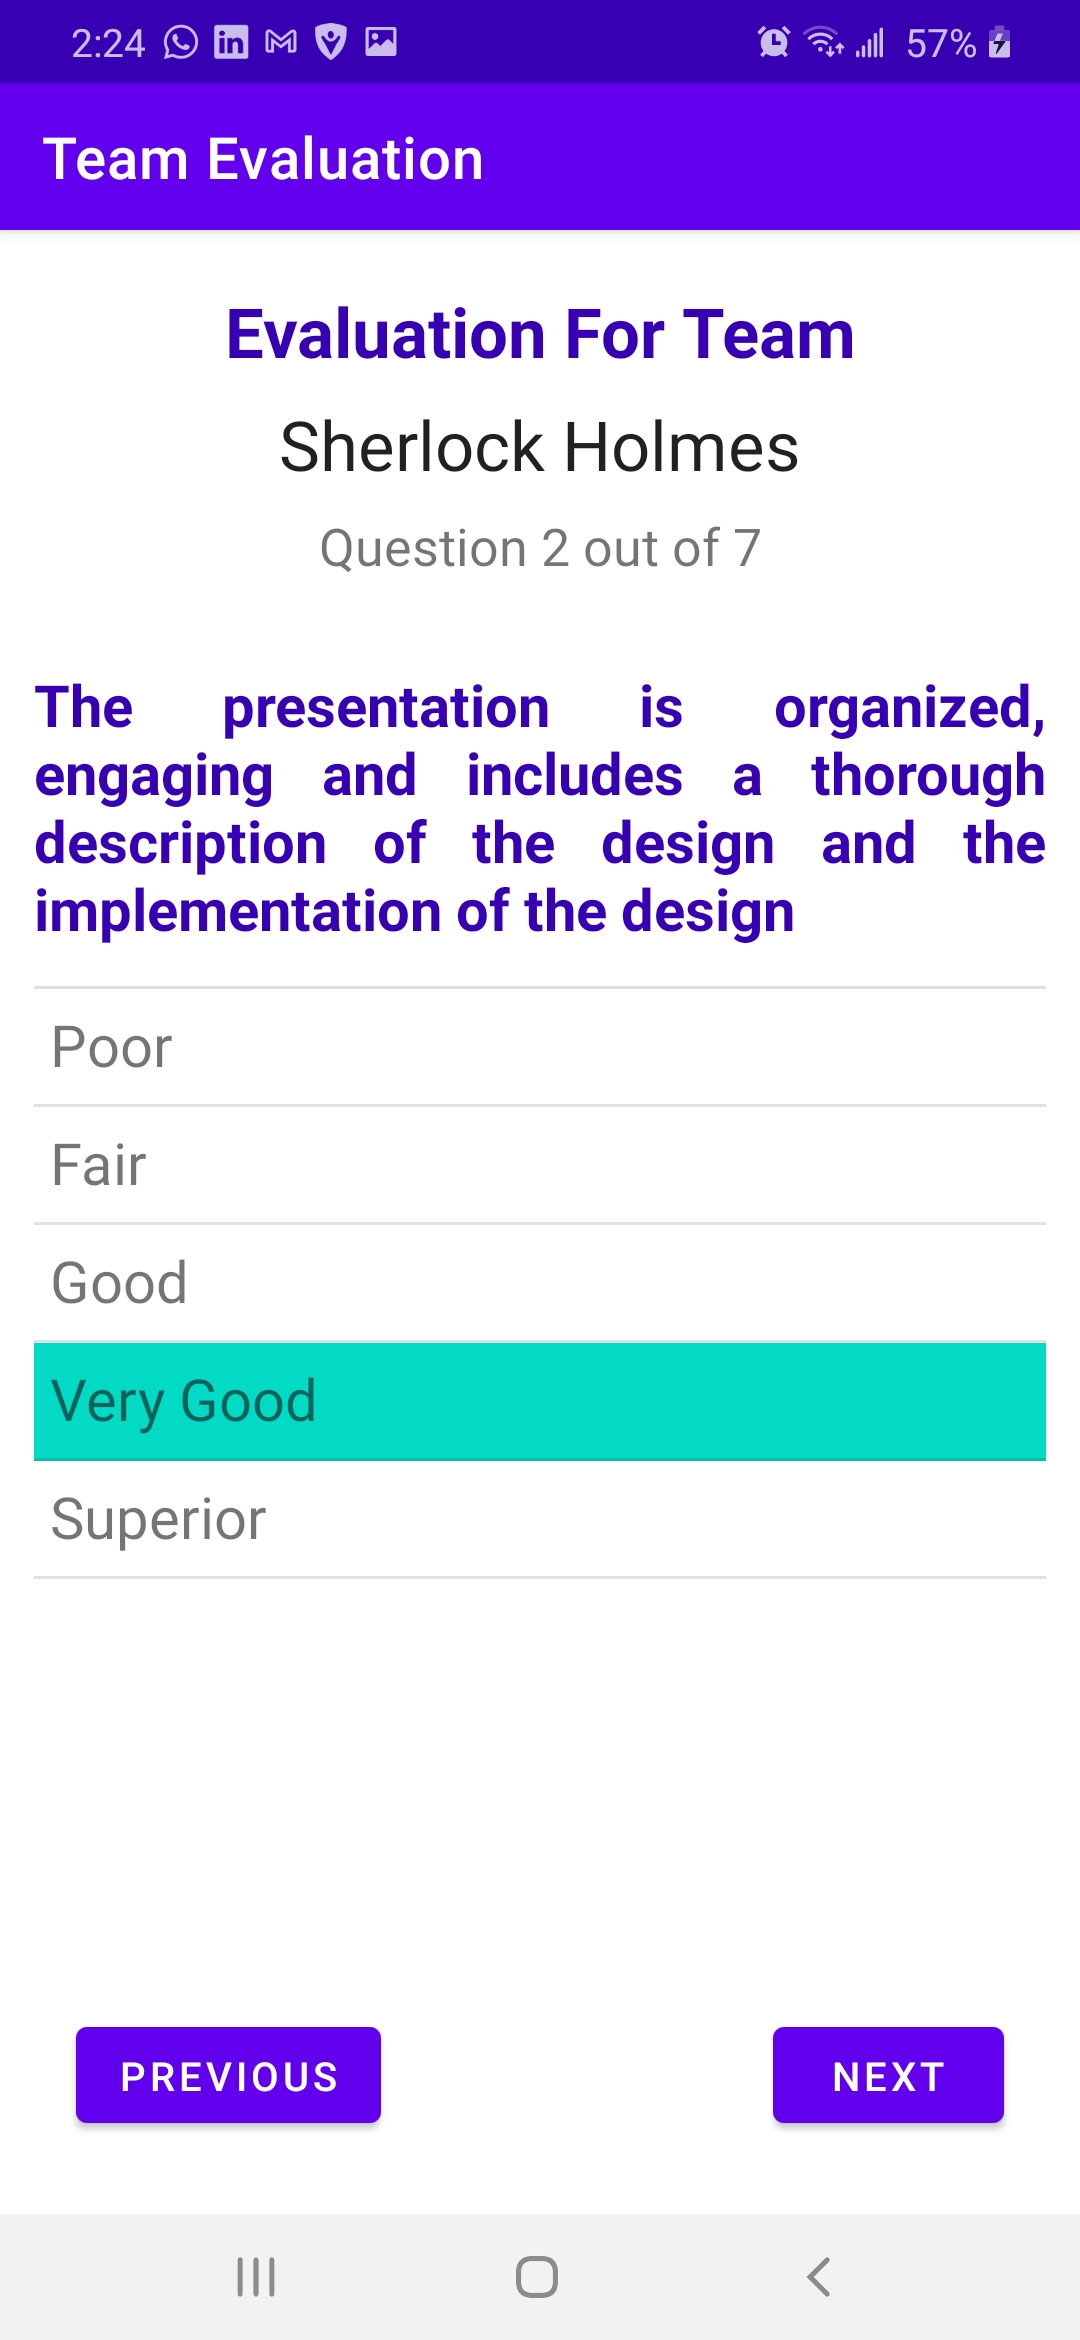 2:24 57%
Team Evaluation
Evaluation For Team
Sherlock Holmes
Question 2 out of 7
The presentation is organized,
engaging and includes a thorough
description of the design and the
implementation of the design
Poor
Fair
Good
Very Good
Superior
PREVIOUS NEXT